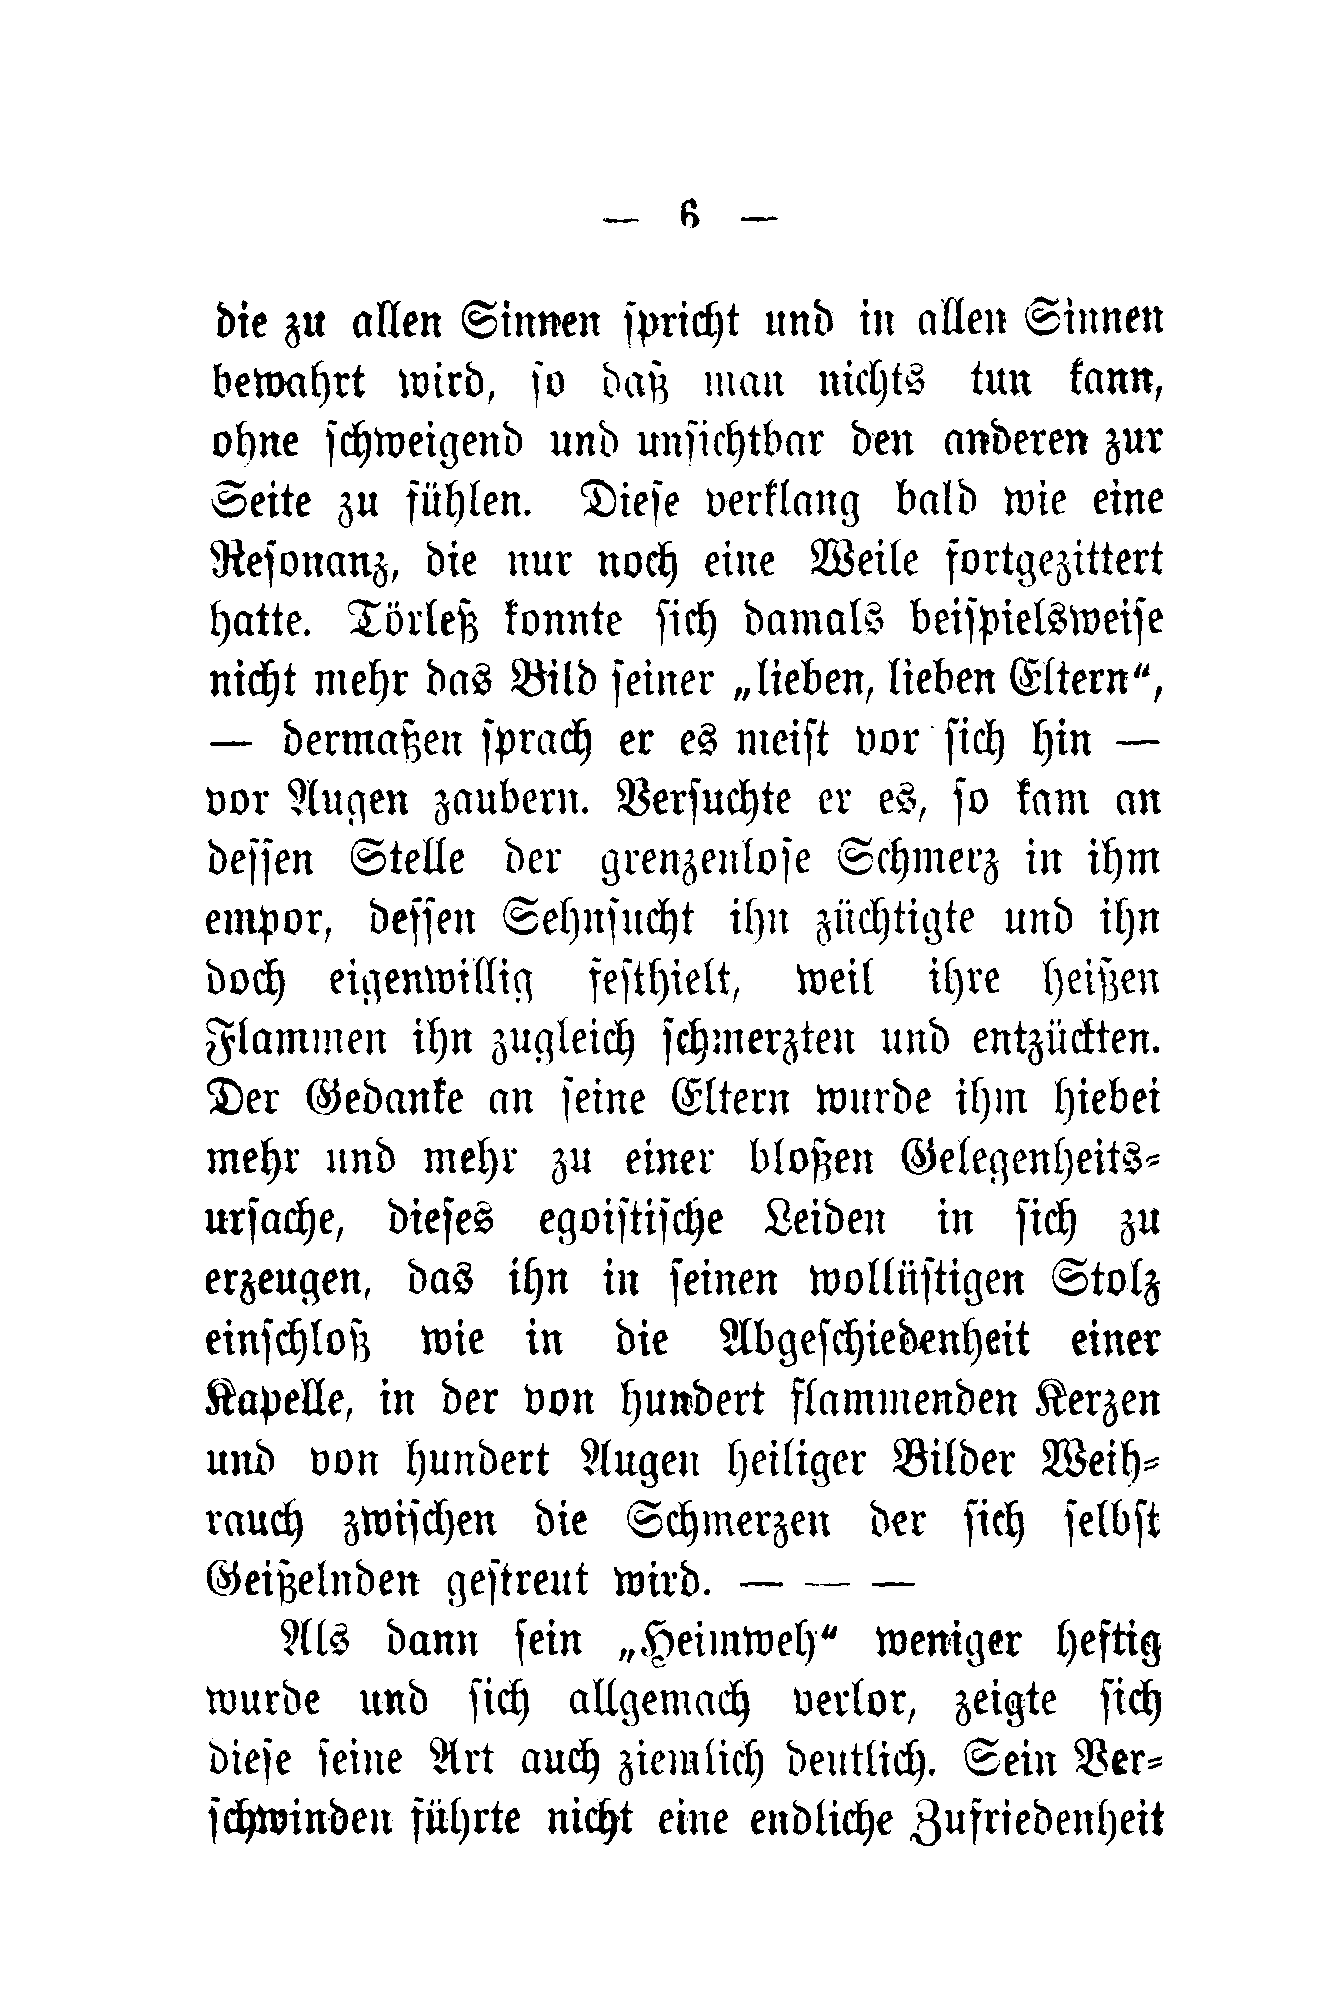 — 6 —
die zu allen Sinnen spricht und in allen Sinnen
bewahrt wird, so daß man nichts tun kann,
ohne schweigend und unsichtbar den anderen zur
Seite zu fühlen. Diese verklang bald wie eine
Resonanz, die nur noch eine Weile fortgezittert
hatte. Törleß konnte sich damals beispielsweise
nicht mehr das Bild seiner „lieben, lieben Eltern“,
— dermaßen sprach er es meist vor sich hin —
vor Augen zaubern. Versuchte er es, so kam an
dessen Stelle der grenzenlose Schmerz in ihm
empor, dessen Sehnsucht ihn züchtigte und ihn
doch eigenwillig festhielt, weil ihre heißen
Flammen ihn zugleich schmerzten und entzückten.
Der Gedanke an seine Eltern wurde ihm hiebei
mehr und mehr zu einer bloßen Gelegenheits-
ursache, dieses egoistische Leiden in sich zu
erzeugen, das ihn in seinen wollüstigen Stolz
einschloß wie in die Abgeschiedenheit einer
Kapelle, in der von hundert flammenden Kerzen
und von hundert Augen heiliger Bilder Weih-
rauch zwischen die Schmerzen der sich selbst
Geißelnden gestreut wird. — — —
Als dann sein „Heimweh“ weniger heftig
wurde und sich allgemach verlor, zeigte sich
diese seine Art auch ziemlich deutlich. Sein Ver-
schwinden führte nicht eine endliche Zufriedenheit